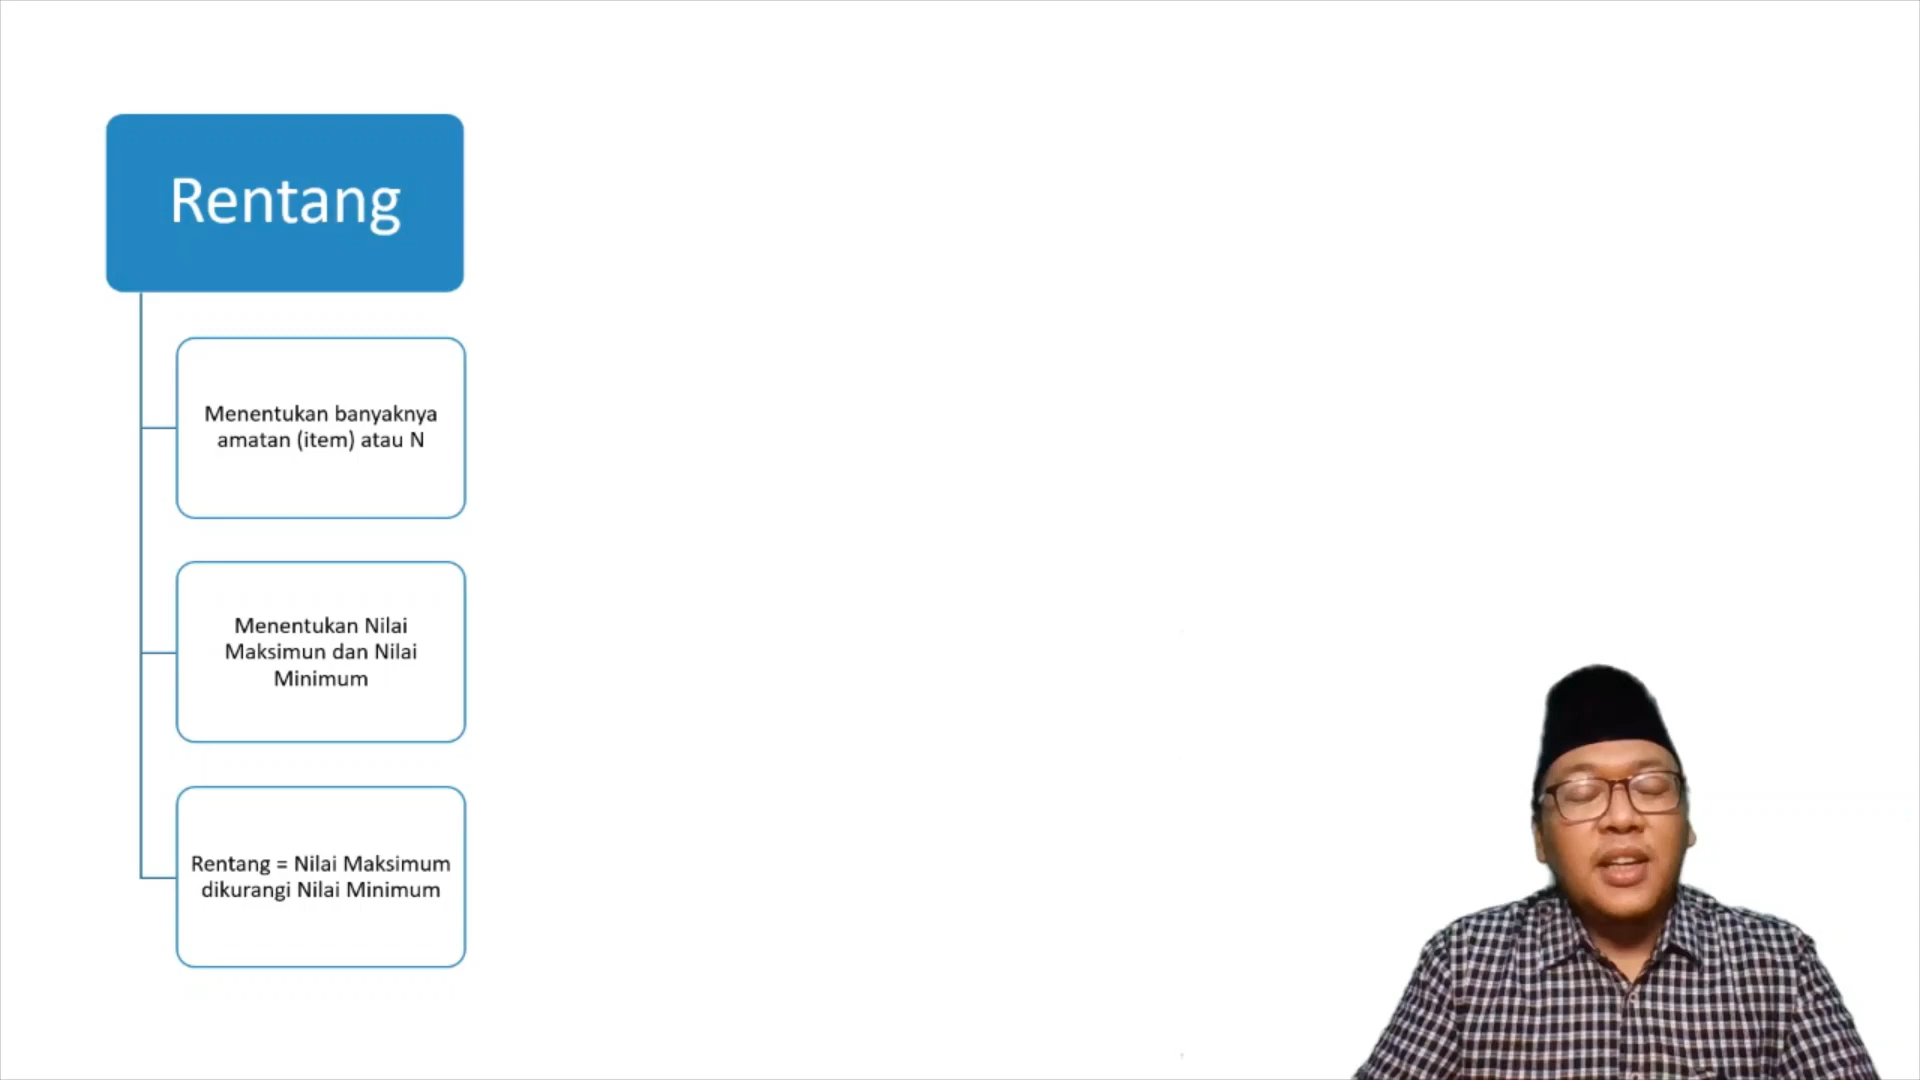 Rentang
Menentukan banyaknya
amatan (item) atau N
Menentukan Nilai
Maksimun dan Nilai
Minimum
Rentang = Nilai Maksimum
dikurangi Nilai Minimum